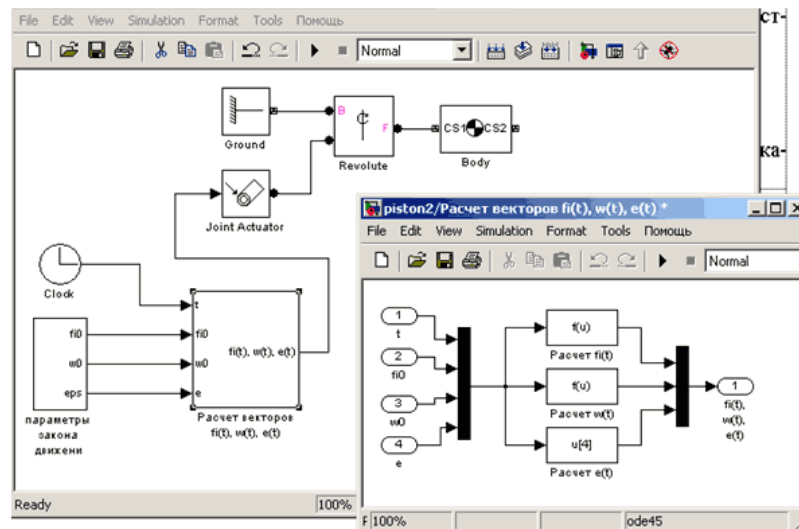 File Edit View Simulation Format Tools Помощь
Normal
ст-
ка-
Ground
B
F
Revolute
CS1 CS2
Body
Joint Actuator
Clock
t
fi0
fi0
w0
w0
eps
e
fi(t), w(t), e(t)
параметры
закона
движени
Расчет векторов
fi(t), w(t), e(t)
Ready
100%
piston2/Расчет векторов fi(t), w(t), e(t) *
File Edit View Simulation Format Tools Помощь
Normal
1
t
2
fi0
3
w0
4
e
f(u)
Расчет fi(t)
f(u)
Расчет w(t)
u[4]
Расчет e(t)
1
fi(t),
w(t),
e(t)
F 100%
ode45